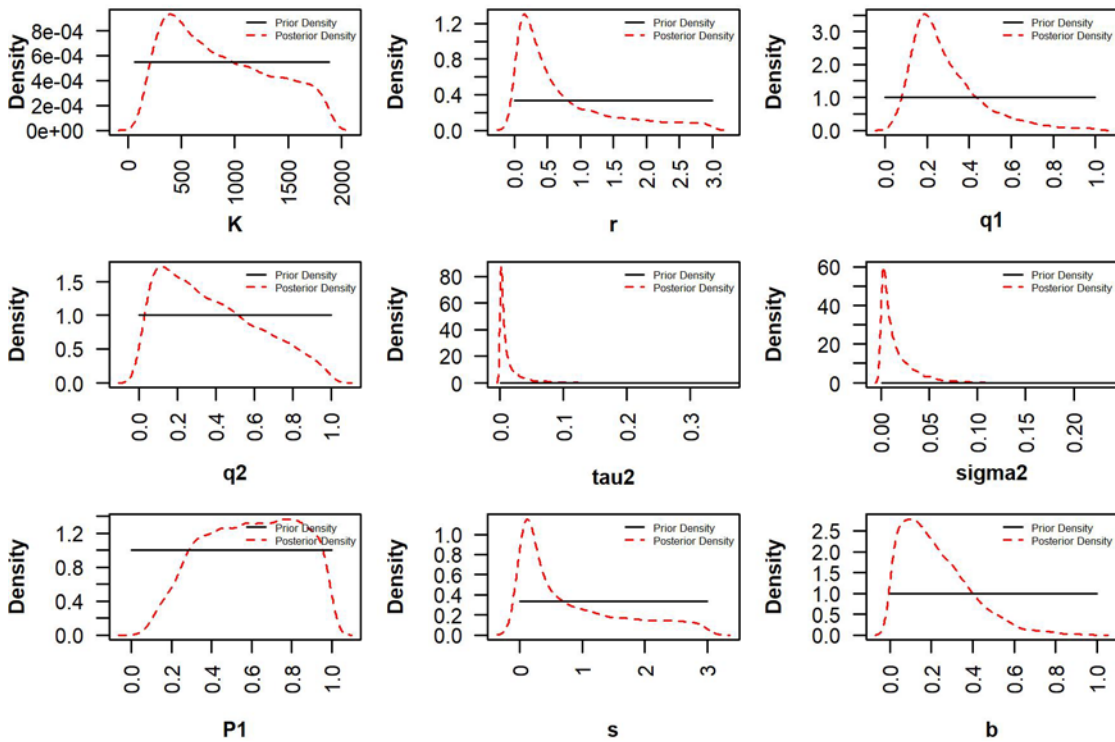 Density
8e-04
6e-04
4e-04
2e-04
0e+00
Prior Density
Posterior Density
0
500
1000
1500
2000
K
Density
1.2
0.8
0.4
0.0
Prior Density
Posterior Density
0.0
0.5
1.0
1.5
2.0
2.5
3.0
r
Density
3.0
2.0
1.0
0.0
Prior Density
Posterior Density
0.0
0.2
0.4
0.6
0.8
1.0
q1
Density
1.5
1.0
0.5
0.0
Prior Density
Posterior Density
0.0
0.2
0.4
0.6
0.8
1.0
q2
Density
80
60
40
20
0
Prior Density
Posterior Density
0.0
0.1
0.2
0.3
tau2
Density
60
40
20
0
Prior Density
Posterior Density
0.00
0.05
0.10
0.15
0.20
sigma2
Density
1.2
0.8
0.4
0.0
Prior Density
Posterior Density
0.0
0.2
0.4
0.6
0.8
1.0
P1
Density
1.0
0.8
0.6
0.4
0.2
0.0
Prior Density
Posterior Density
0
1
2
3
s
Density
2.5
2.0
1.5
1.0
0.5
0.0
Prior Density
Posterior Density
0.0
0.2
0.4
0.6
0.8
1.0
b